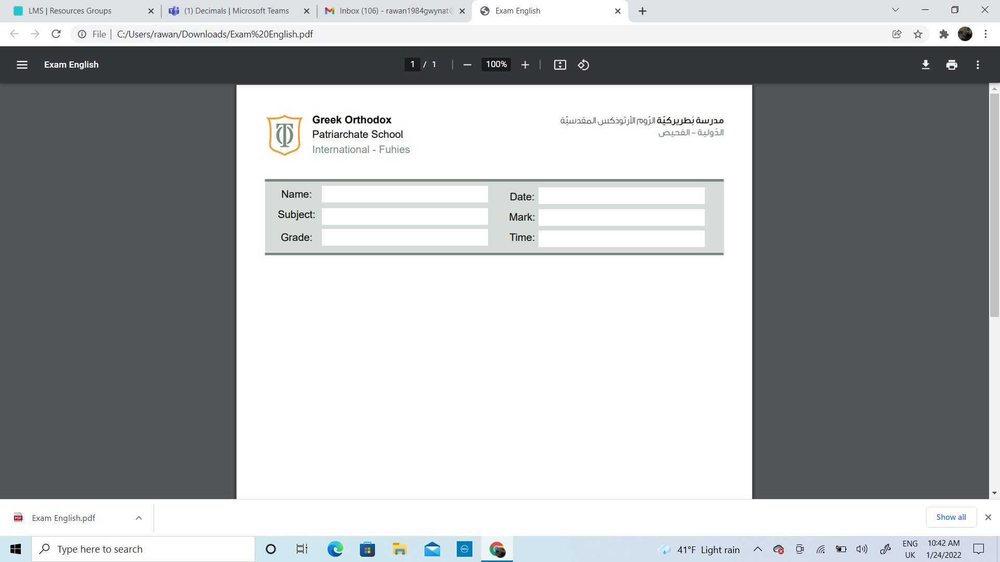 LMS | Resources Groups
(1) Decimals | Microsoft Teams
Inbox (106) - rawan1984gwynat@
Exam English
File
C:/Users/rawan/Downloads/Exam%20English.pdf
Exam English
1 / 1
100%
Greek Orthodox
Patriarchate School
International - Fuhies
مدرسة بَطريركيّة الرّوم الأرثوذكس المقدسيّة
الدّولية - الفحيص
Name:
Date:
Subject:
Mark:
Grade:
Time:
PDF
Exam English.pdf
Show all
Type here to search
DELL
41°F Light rain
ENG
UK
10:42 AM
1/24/2022